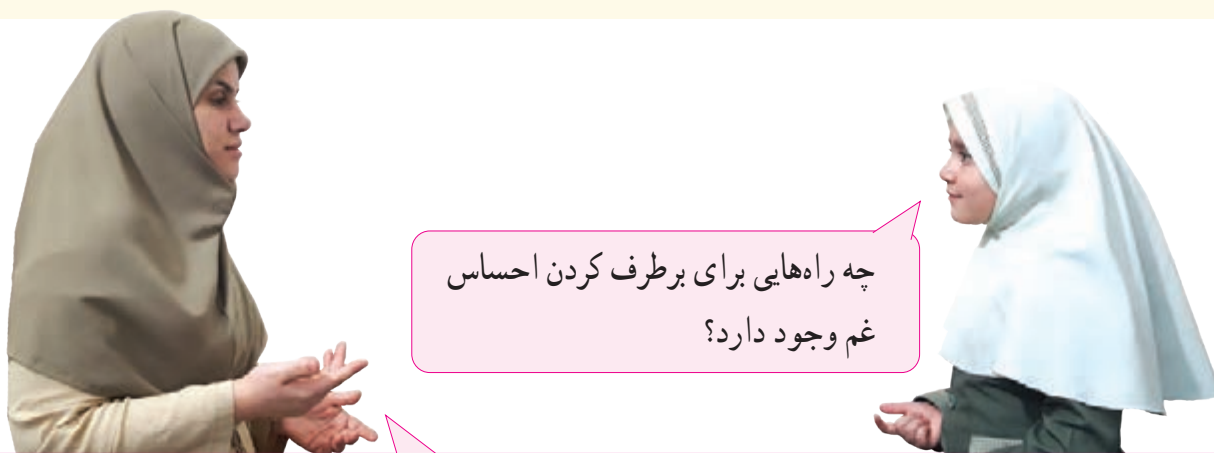 چه راه‌هایی برای برطرف کردن احساس
غم وجود دارد؟